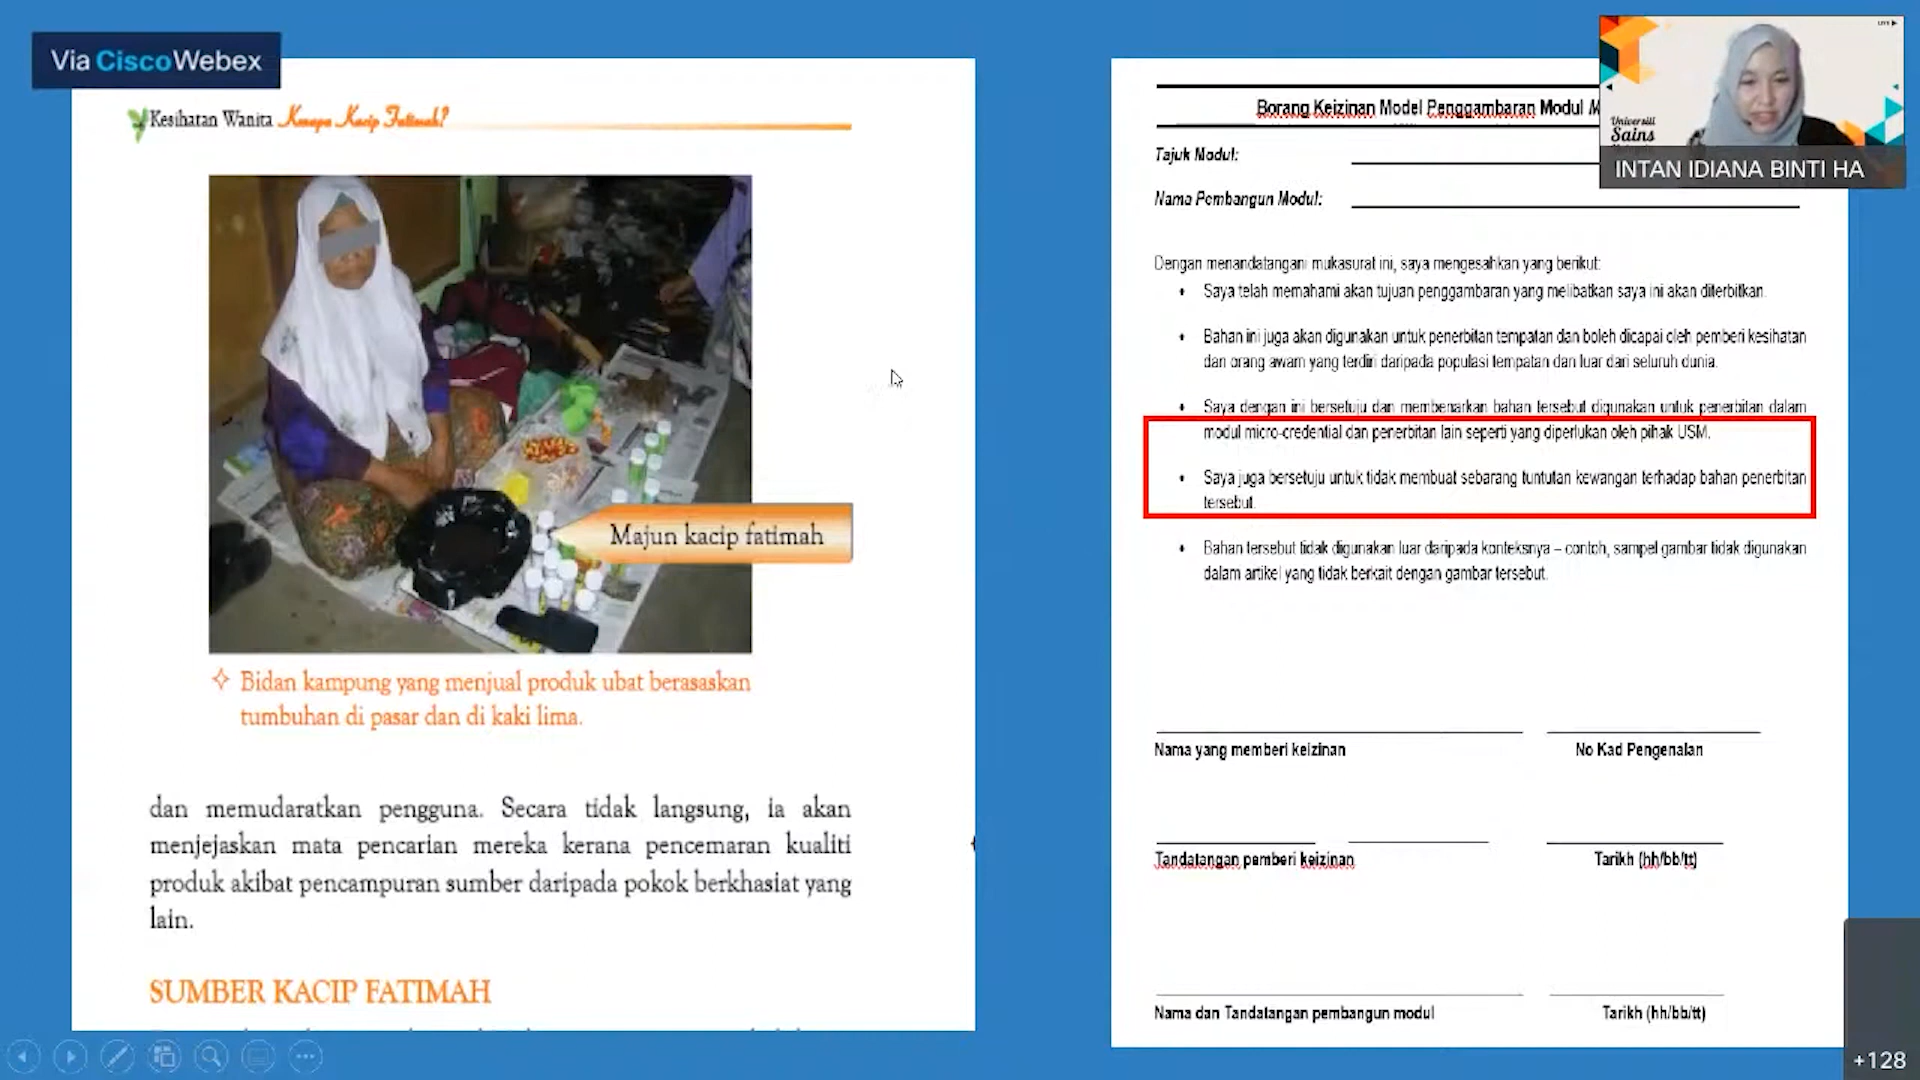 Via CiscoWebex
Kesihatan Wanita Kenapa Kacip Fatimah?
Majun kacip fatimah
Bidan kampung yang menjual produk ubat berasaskan
tumbuhan di pasar dan di kaki lima.
dan memudaratkan pengguna. Secara tidak langsung, ia akan
menjejaskan mata pencarian mereka kerana pencemaran kualiti
produk akibat pencampuran sumber daripada pokok berkhasiat yang
lain.
SUMBER KACIP FATIMAH
Borang Keizinan Model Penggambaran Modul M
Tajuk Modul:
Nama Pembangun Modul:
Dengan menandatangani mukasurat ini, saya mengesahkan yang berikut:
• Saya telah memahami akan tujuan penggambaran yang melibatkan saya ini akan diterbitkan.
• Bahan ini juga akan digunakan untuk penerbitan tempatan dan boleh dicapai oleh pemberi kesihatan
dan orang awam yang terdiri daripada populasi tempatan dan luar dari seluruh dunia.
• Saya dengan ini bersetuju dan membenarkan bahan tersebut digunakan untuk penerbitan dalam
modul micro-credential dan penerbitan lain seperti yang diperlukan oleh pihak USM.
• Saya juga bersetuju untuk tidak membuat sebarang tuntutan kewangan terhadap bahan penerbitan
tersebut.
• Bahan tersebut tidak digunakan luar daripada konteksnya – contoh, sampel gambar tidak digunakan
dalam artikel yang tidak berkait dengan gambar tersebut.
Nama yang memberi keizinan No Kad Pengenalan
Tandatangan pemberi keizinan Tarikh (hh/bb/tt)
Nama dan Tandatangan pembangun modul Tarikh (hh/bb/tt)
Universiti
Sains
INTAN IDIANA BINTI HA
+128